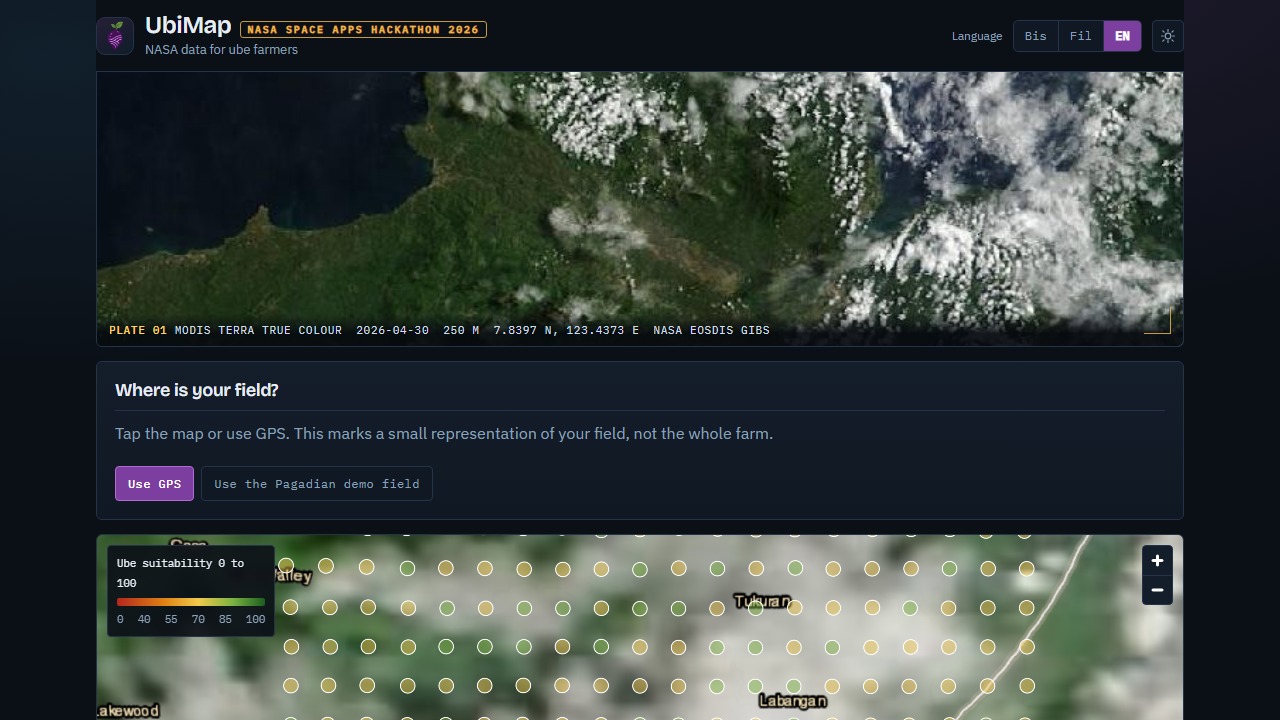 UbiMap NASA SPACE APPS HACKATHON 2026
NASA data for ube farmers
Language Bis Fil EN
PLATE 01 MODIS TERRA TRUE COLOUR 2026-04-30 250 M 7.8397 N, 123.4373 E NASA EOSDIS GIBS
Where is your field?
Tap the map or use GPS. This marks a small representation of your field, not the whole farm.
Use GPS Use the Pagadian demo field
Ube suitability 0 to
100
0 40 55 70 85 100
+
−
Tukuran
Labangan